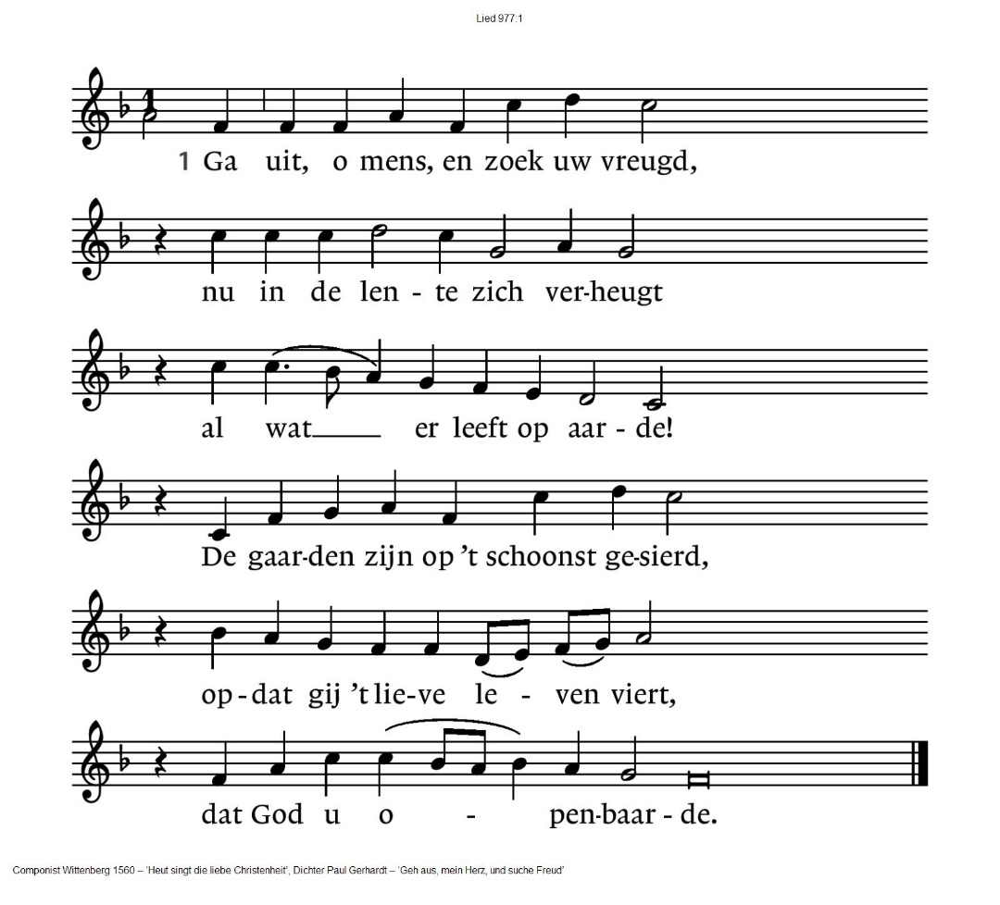 Lied 977:1
1
1 Ga uit, o mens, en zoek uw vreugd,
nu in de len - te zich ver-heugt
al wat er leeft op aar - de!
De gaar-den zijn op ’t schoonst ge-sierd,
op - dat gij ’t lie-ve le - ven viert,
dat God u o - pen-baar - de.
Componist Wittenberg 1560 – ‘Heut singt die liebe Christenheit’, Dichter Paul Gerhardt – ‘Geh aus, mein Herz, und suche Freud’